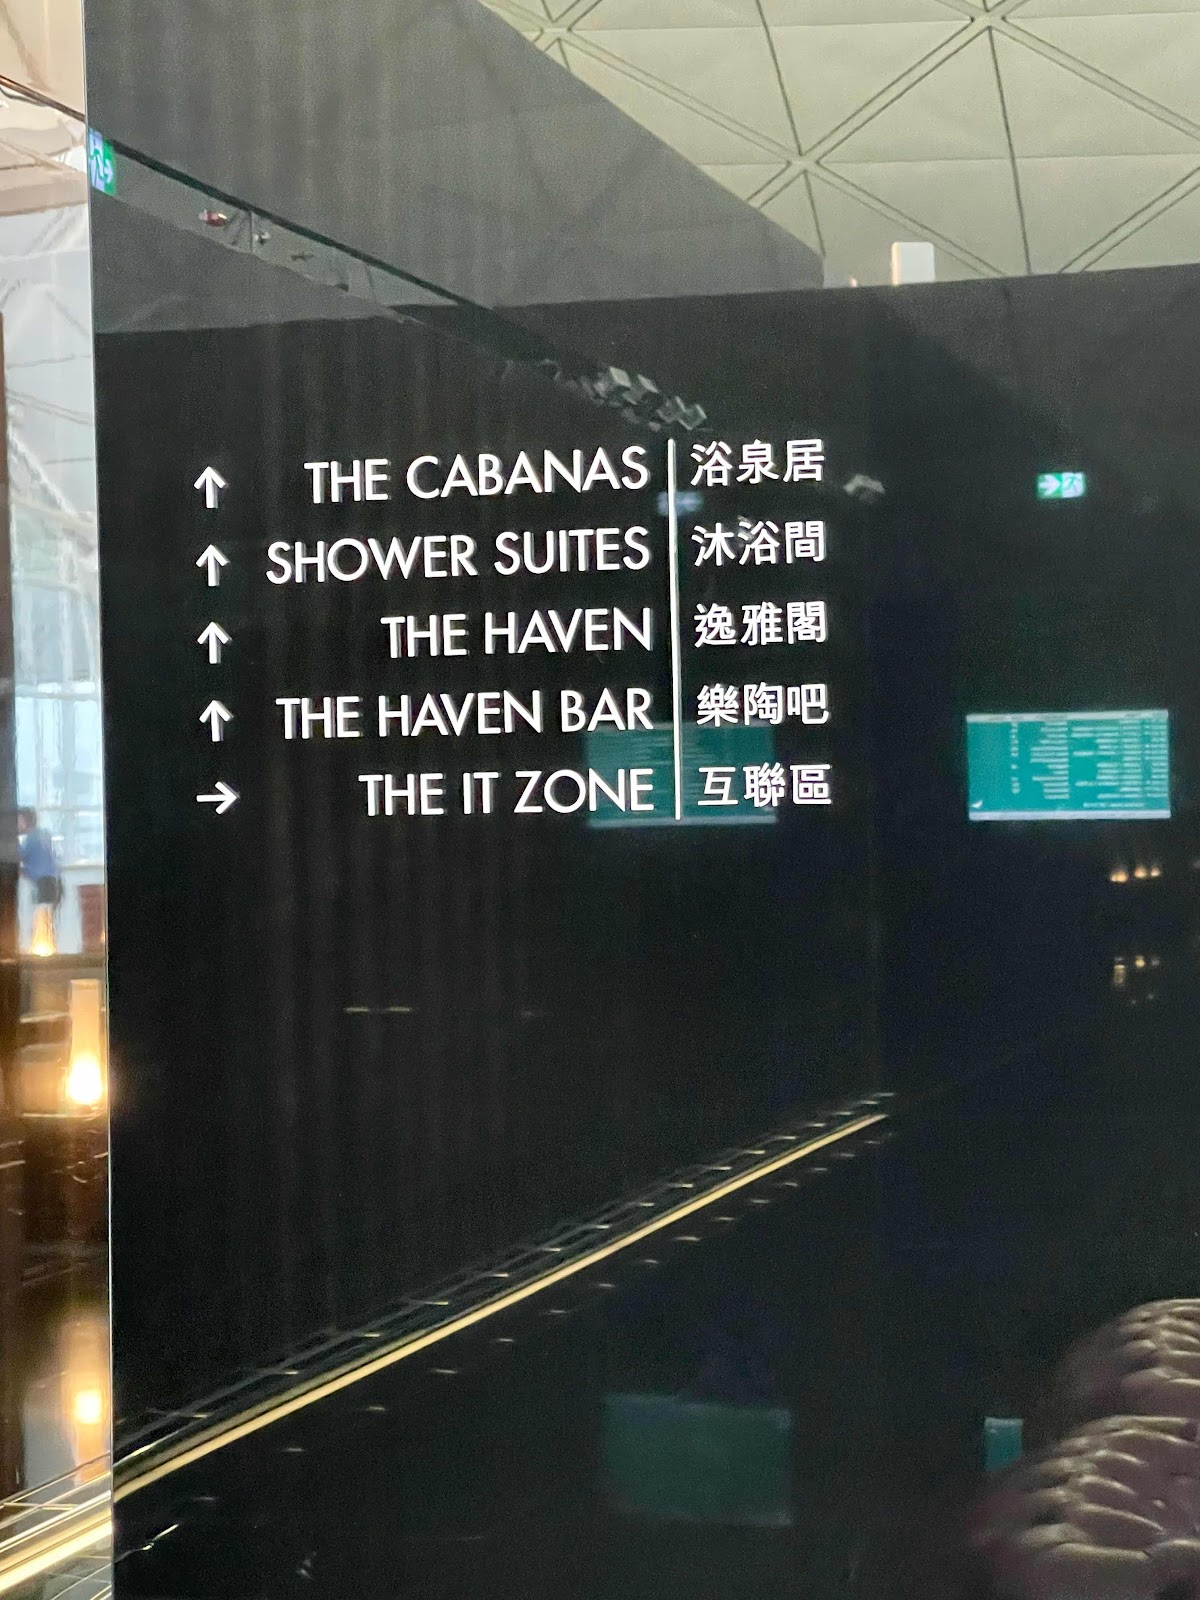 ↑ THE CABANAS 浴泉居
↑ SHOWER SUITES 沐浴間
↑ THE HAVEN 逸雅閣
↑ THE HAVEN BAR 樂陶吧
→ THE IT ZONE 互聯區